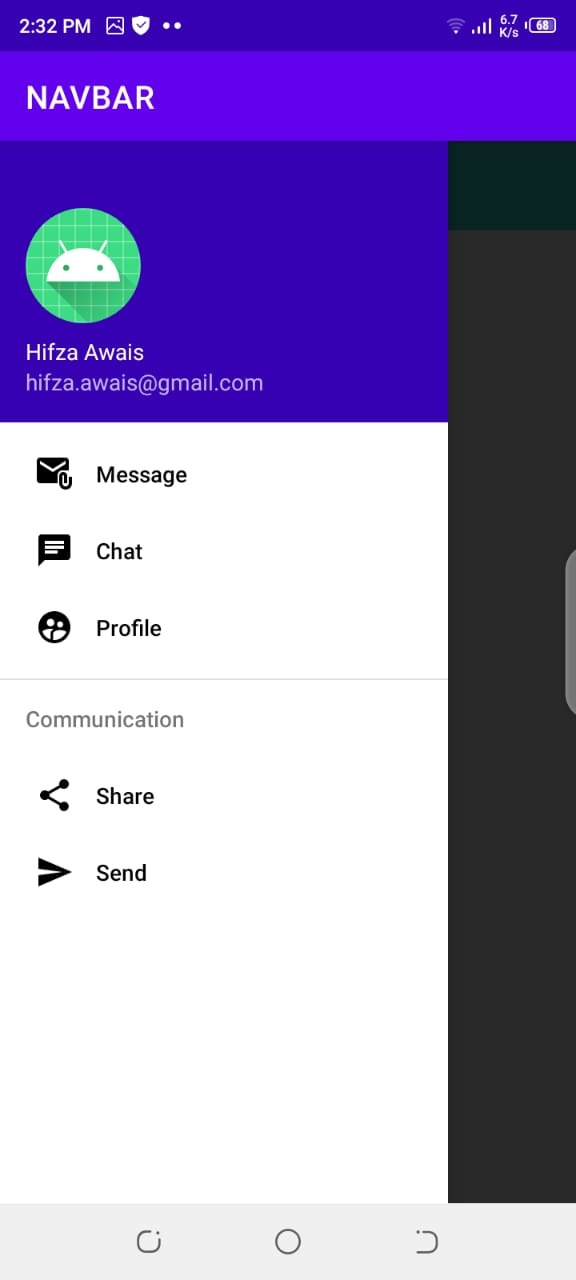 2:32 PM
6.7
K/s
68
NAVBAR
Hifza Awais
hifza.awais@gmail.com
Message
Chat
Profile
Communication
Share
Send